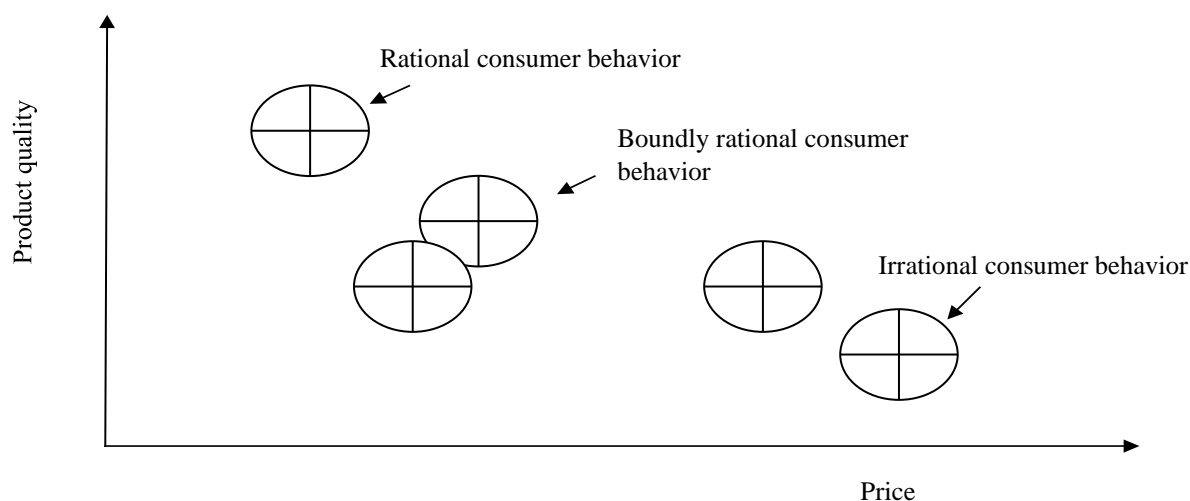 Rational consumer behavior
Product quality
Boundly rational consumer
behavior
Irrational consumer behavior
Price